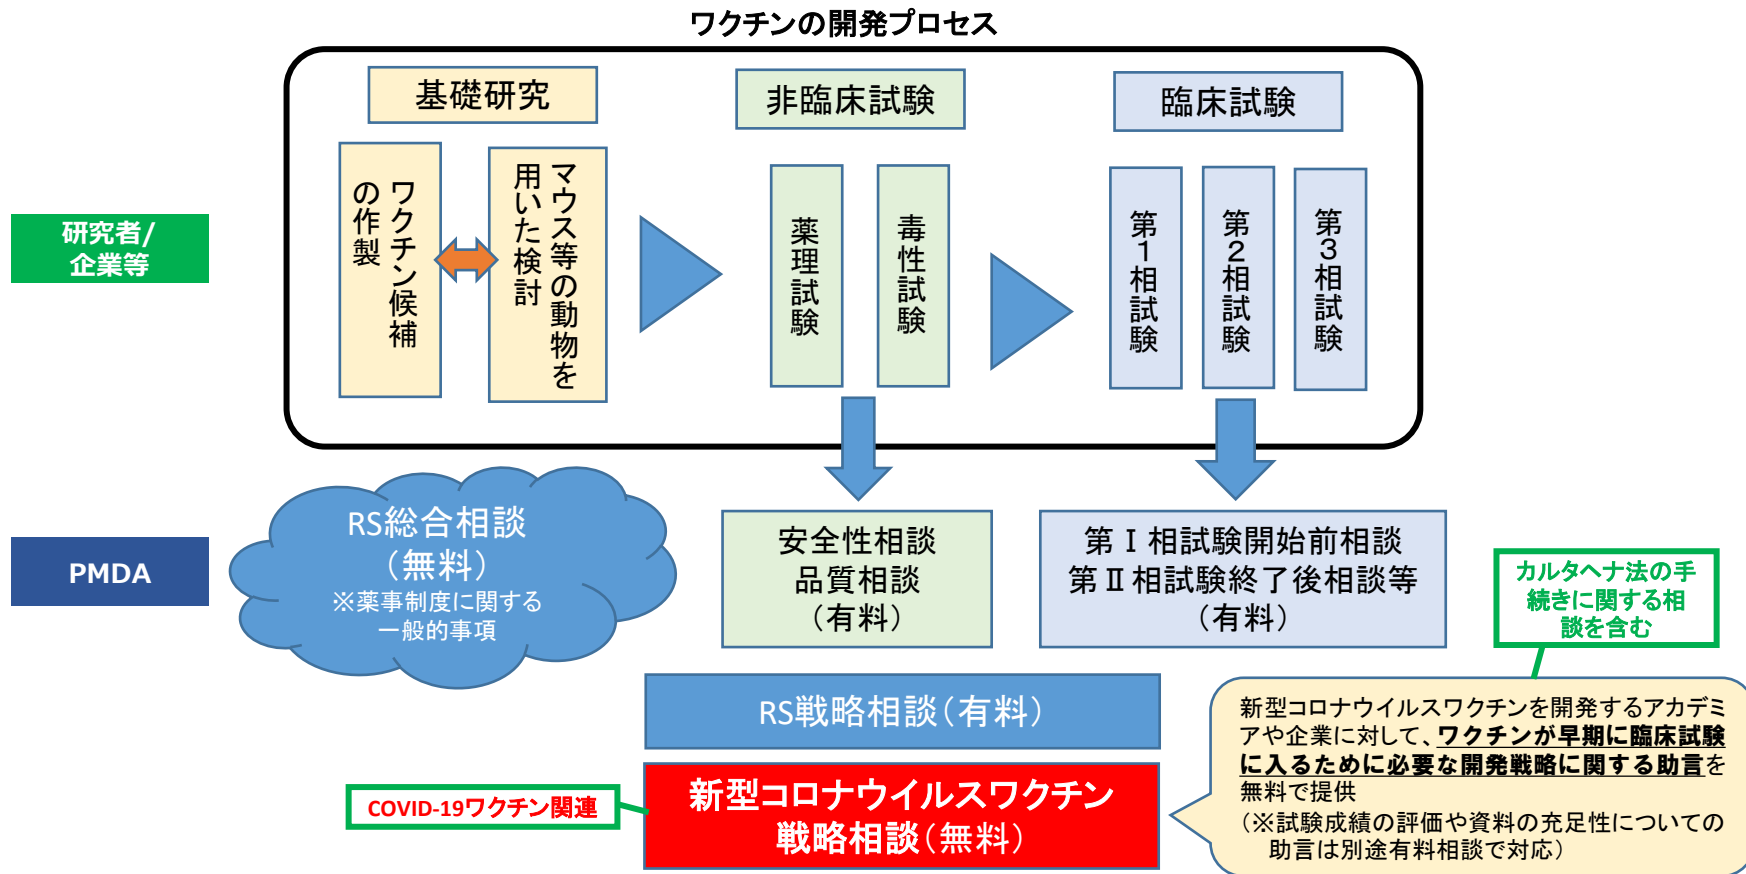 ワクチンの開発プロセス
基礎研究
非臨床試験
臨床試験
ワクチン候補
の作製
マウス等の動物を
用いた検討
薬理試験
毒性試験
第1相試験
第2相試験
第3相試験
研究者/
企業等
PMDA
RS総合相談
（無料）
※薬事制度に関する
一般的事項
安全性相談
品質相談
（有料）
第Ⅰ相試験開始前相談
第Ⅱ相試験終了後相談等
（有料）
カルタヘナ法の手
続きに関する相
談を含む
RS戦略相談（有料）
新型コロナウイルスワクチンを開発するアカデミ
アや企業に対して、ワクチンが早期に臨床試験
に入るために必要な開発戦略に関する助言を
無料で提供
（※試験成績の評価や資料の充足性についての
助言は別途有料相談で対応）
COVID-19ワクチン関連
新型コロナウイルスワクチン
戦略相談（無料）